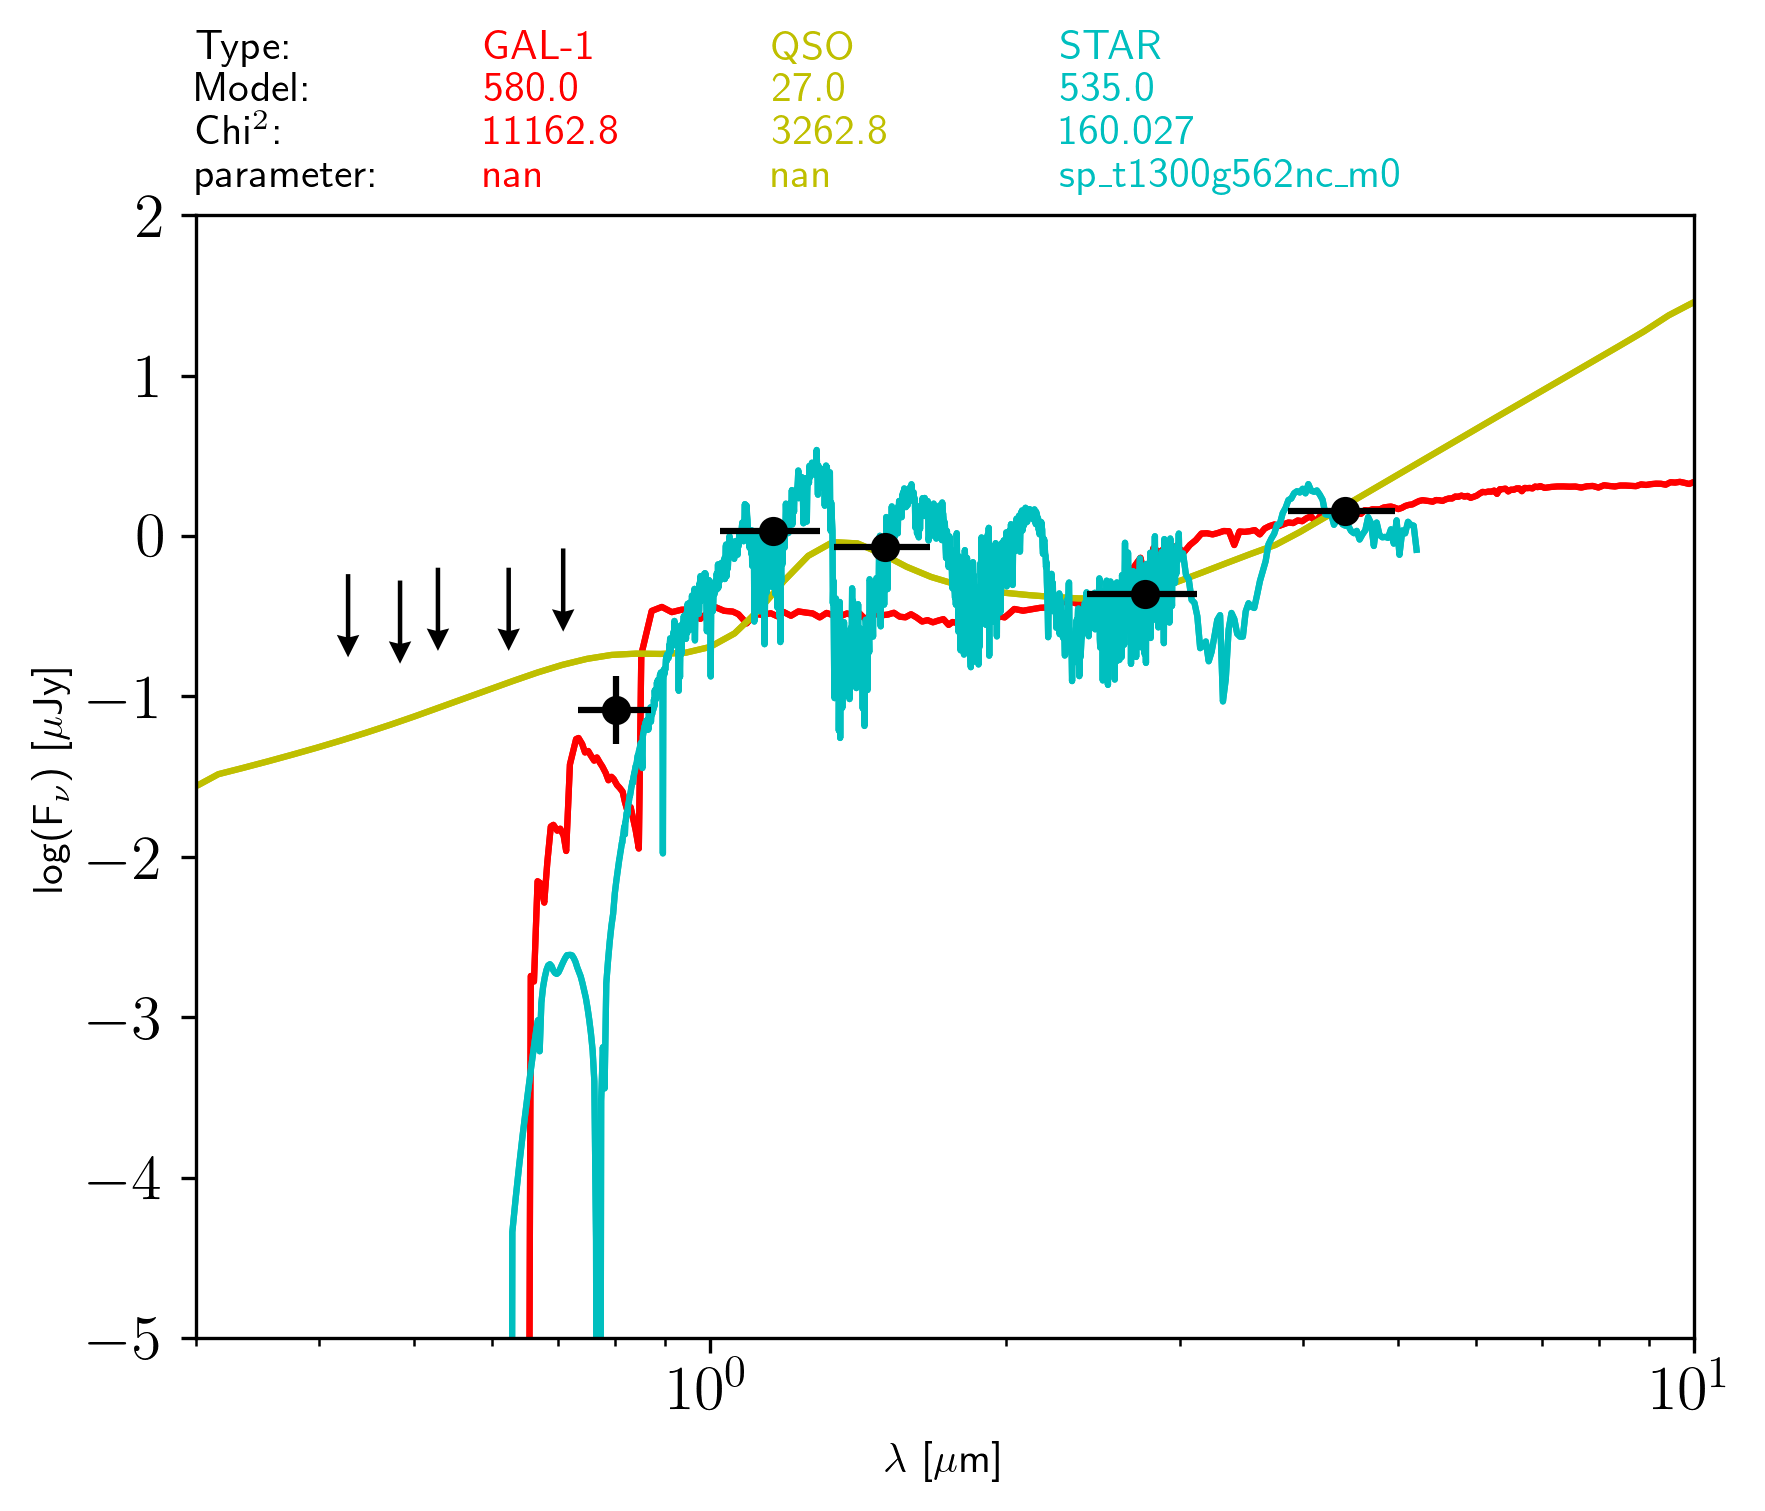 Type: GAL-1 QSO STAR
Model: 580.0 27.0 535.0
Chi²: 11162.8 3262.8 160.027
parameter: nan nan sp_t1300g562nc_m0
2
1
0
−1
−2
−3
−4
−5
log(Fν) [μJy]
10⁰ 10¹
λ [μm]